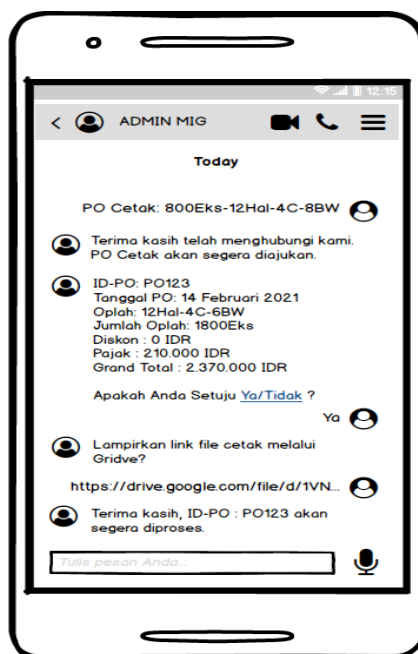 12:15
< ADMIN MIG
Today
PO Cetak: 800Eks-12Hal-4C-8BW
Terima kasih telah menghubungi kami.
PO Cetak akan segera diajukan.
ID-PO: PO123
Tanggal PO: 14 Februari 2021
Oplah: 12Hal-4C-6BW
Jumlah Oplah: 1800Eks
Diskon : 0 IDR
Pajak : 210.000 IDR
Grand Total : 2.370.000 IDR
Apakah Anda Setuju Ya/Tidak ?
Ya
Lampirkan link file cetak melalui
Gridve?
https://drive.google.com/file/d/1VN...
Terima kasih, ID-PO : PO123 akan
segera diproses.
Tulis pesan Anda...